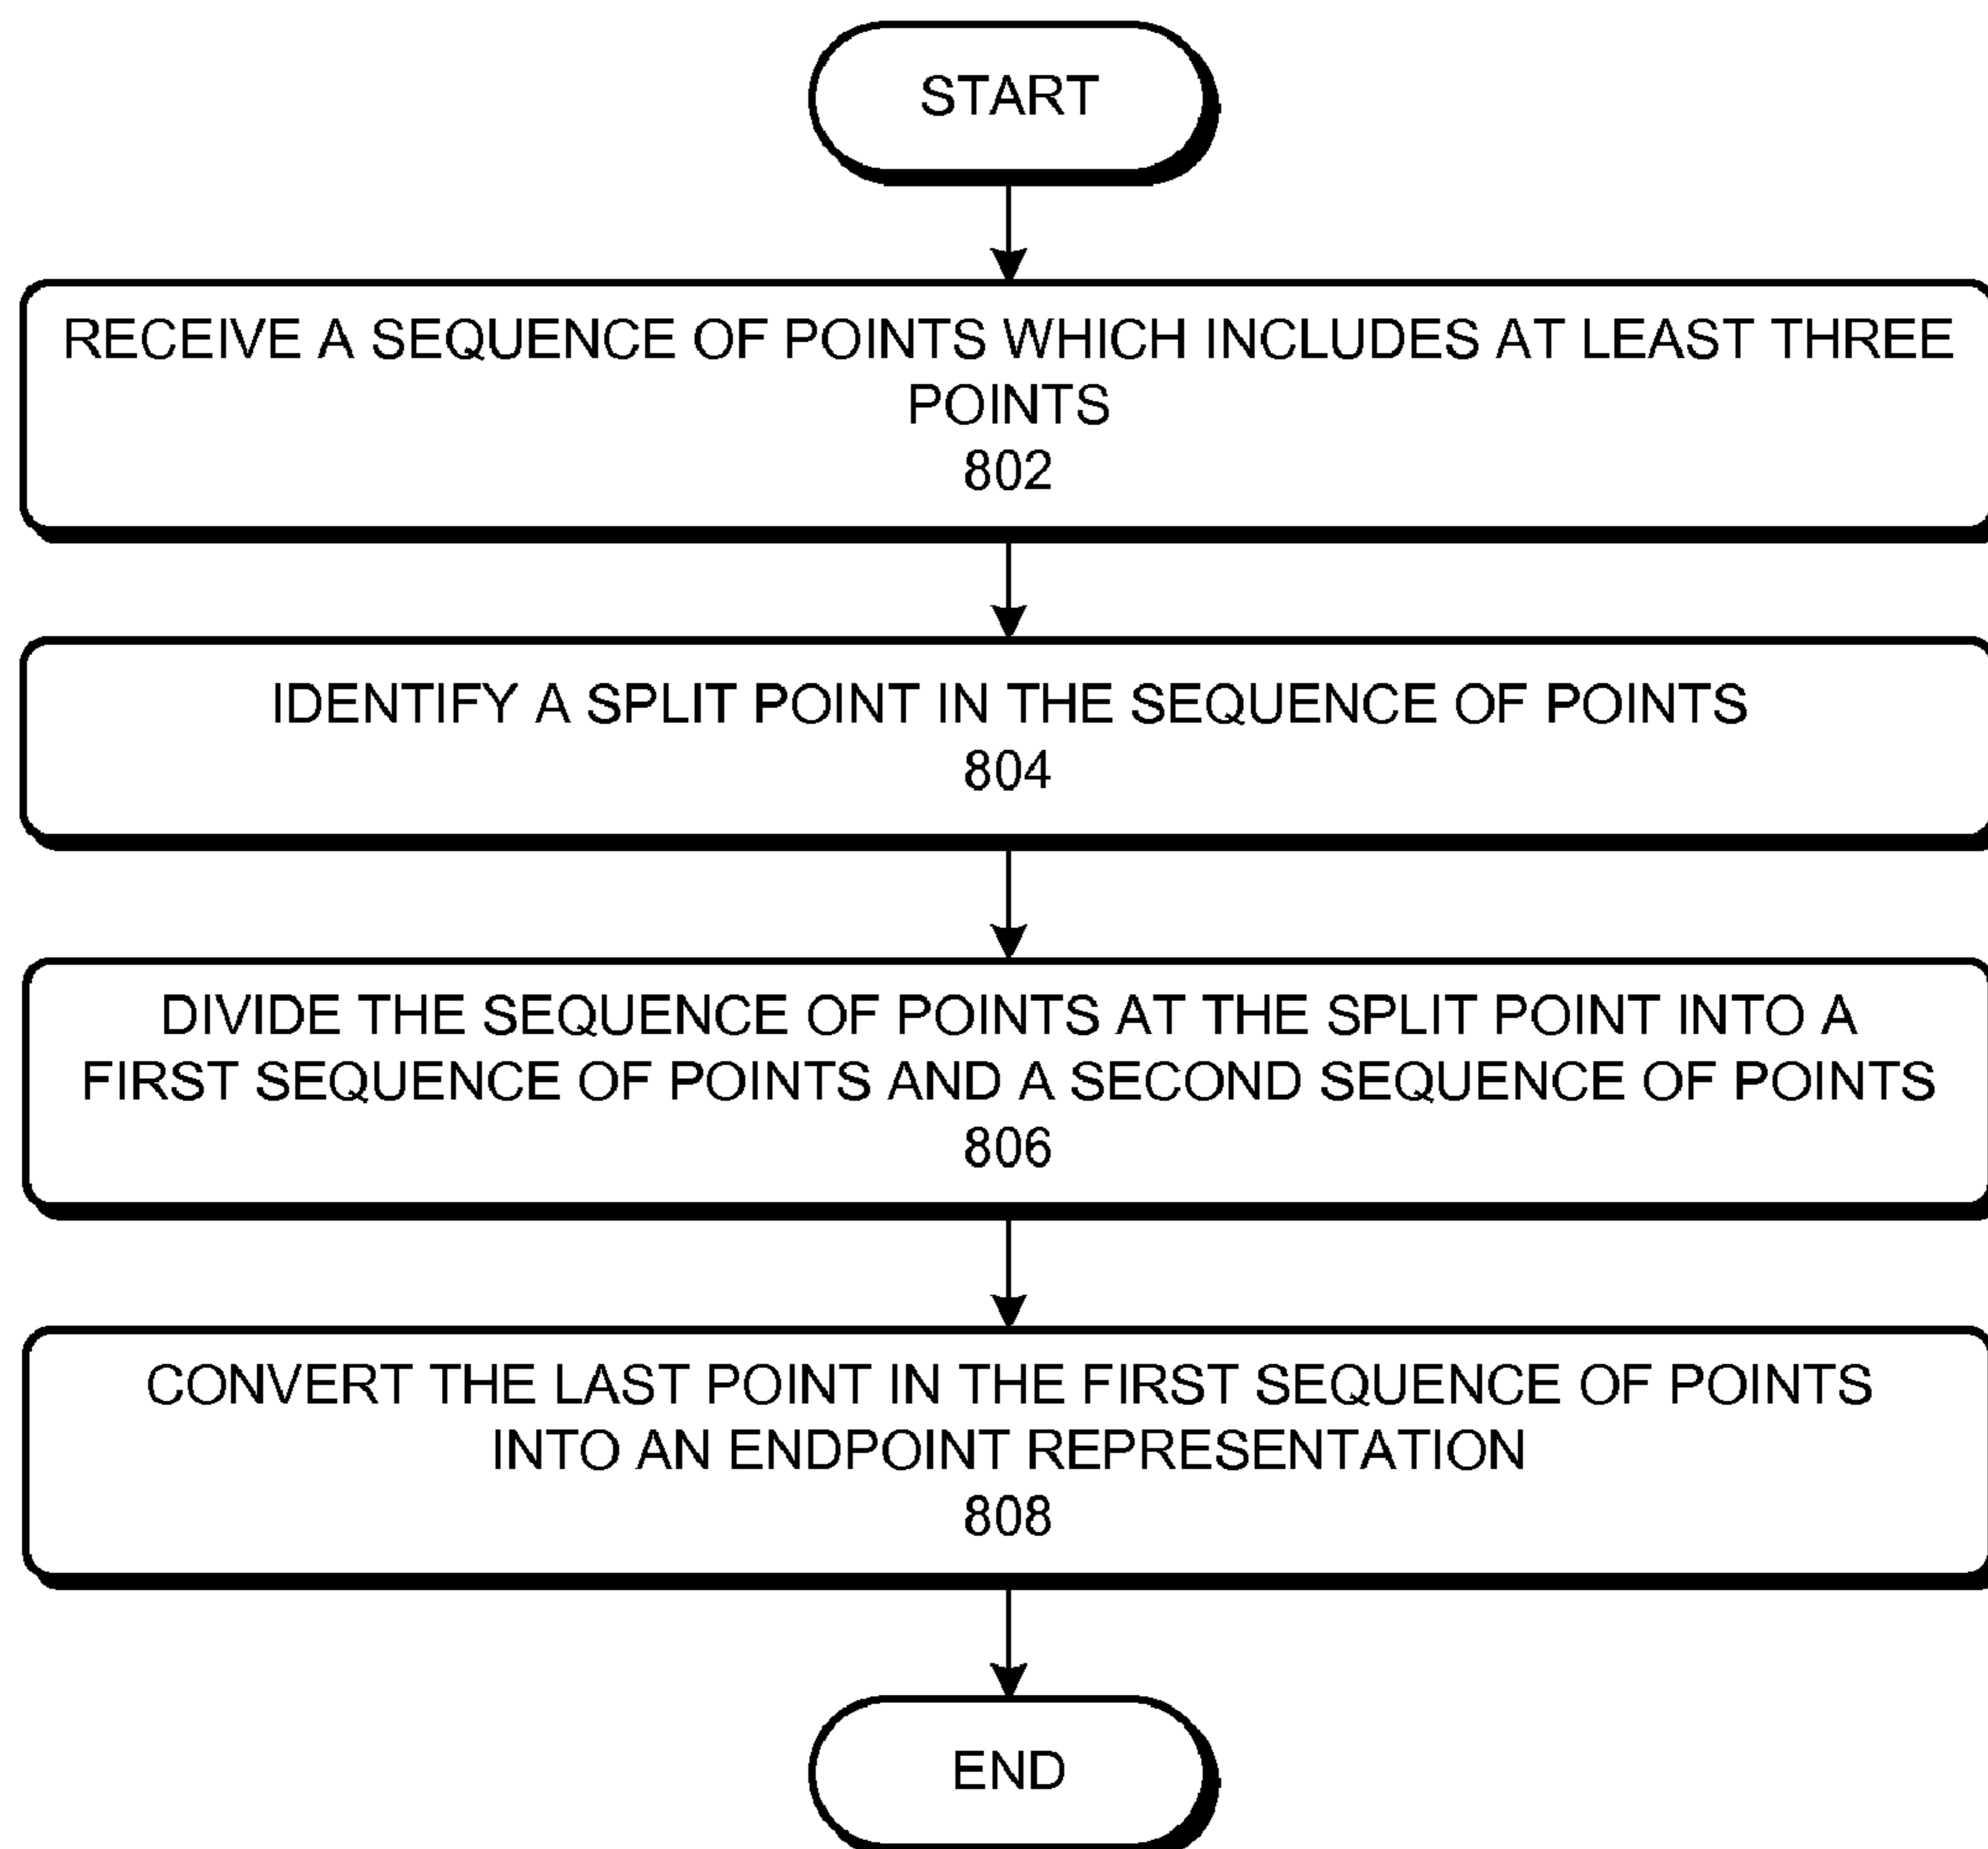 START
RECEIVE A SEQUENCE OF POINTS WHICH INCLUDES AT LEAST THREE
POINTS
802
IDENTIFY A SPLIT POINT IN THE SEQUENCE OF POINTS
804
DIVIDE THE SEQUENCE OF POINTS AT THE SPLIT POINT INTO A
FIRST SEQUENCE OF POINTS AND A SECOND SEQUENCE OF POINTS
806
CONVERT THE LAST POINT IN THE FIRST SEQUENCE OF POINTS
INTO AN ENDPOINT REPRESENTATION
808
END